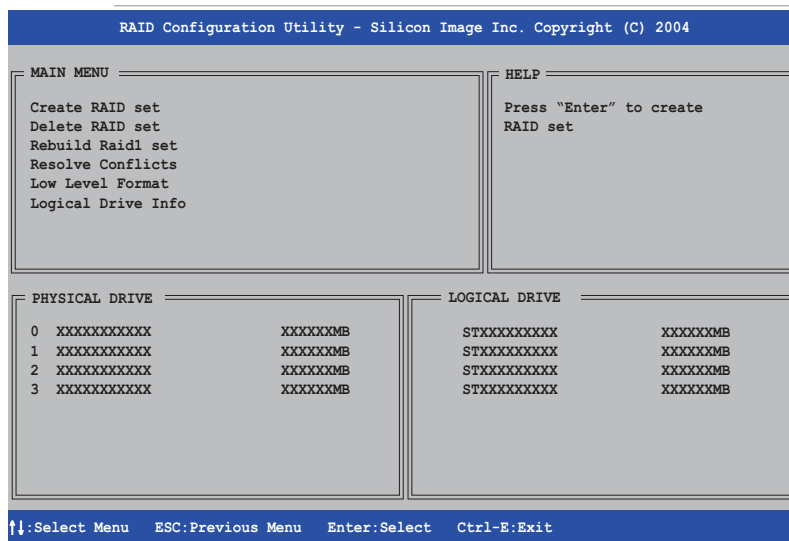 RAID Configuration Utility - Silicon Image Inc. Copyright (C) 2004
MAIN MENU
Create RAID set
Delete RAID set
Rebuild Raid1 set
Resolve Conflicts
Low Level Format
Logical Drive Info
HELP
Press “Enter” to create
RAID set
PHYSICAL DRIVE
0 XXXXXXXXXXX XXXXXXMB
1 XXXXXXXXXXX XXXXXXMB
2 XXXXXXXXXXX XXXXXXMB
3 XXXXXXXXXXX XXXXXXMB
LOGICAL DRIVE
STXXXXXXXXX XXXXXXMB
STXXXXXXXXX XXXXXXMB
STXXXXXXXXX XXXXXXMB
STXXXXXXXXX XXXXXXMB
↑↓:Select Menu ESC:Previous Menu Enter:Select Ctrl-E:Exit